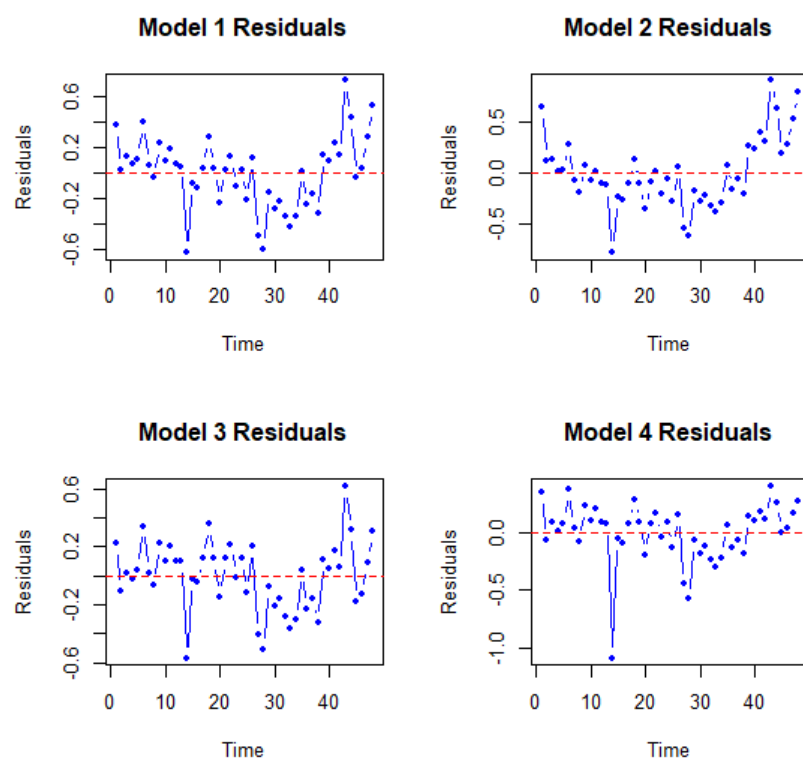 Model 1 Residuals
Residuals
0.6
0.2
-0.2
-0.6
0 10 20 30 40
Time
Model 2 Residuals
Residuals
0.5
0.0
-0.5
0 10 20 30 40
Time
Model 3 Residuals
Residuals
0.6
0.2
-0.2
-0.6
0 10 20 30 40
Time
Model 4 Residuals
Residuals
0.0
-0.5
-1.0
0 10 20 30 40
Time